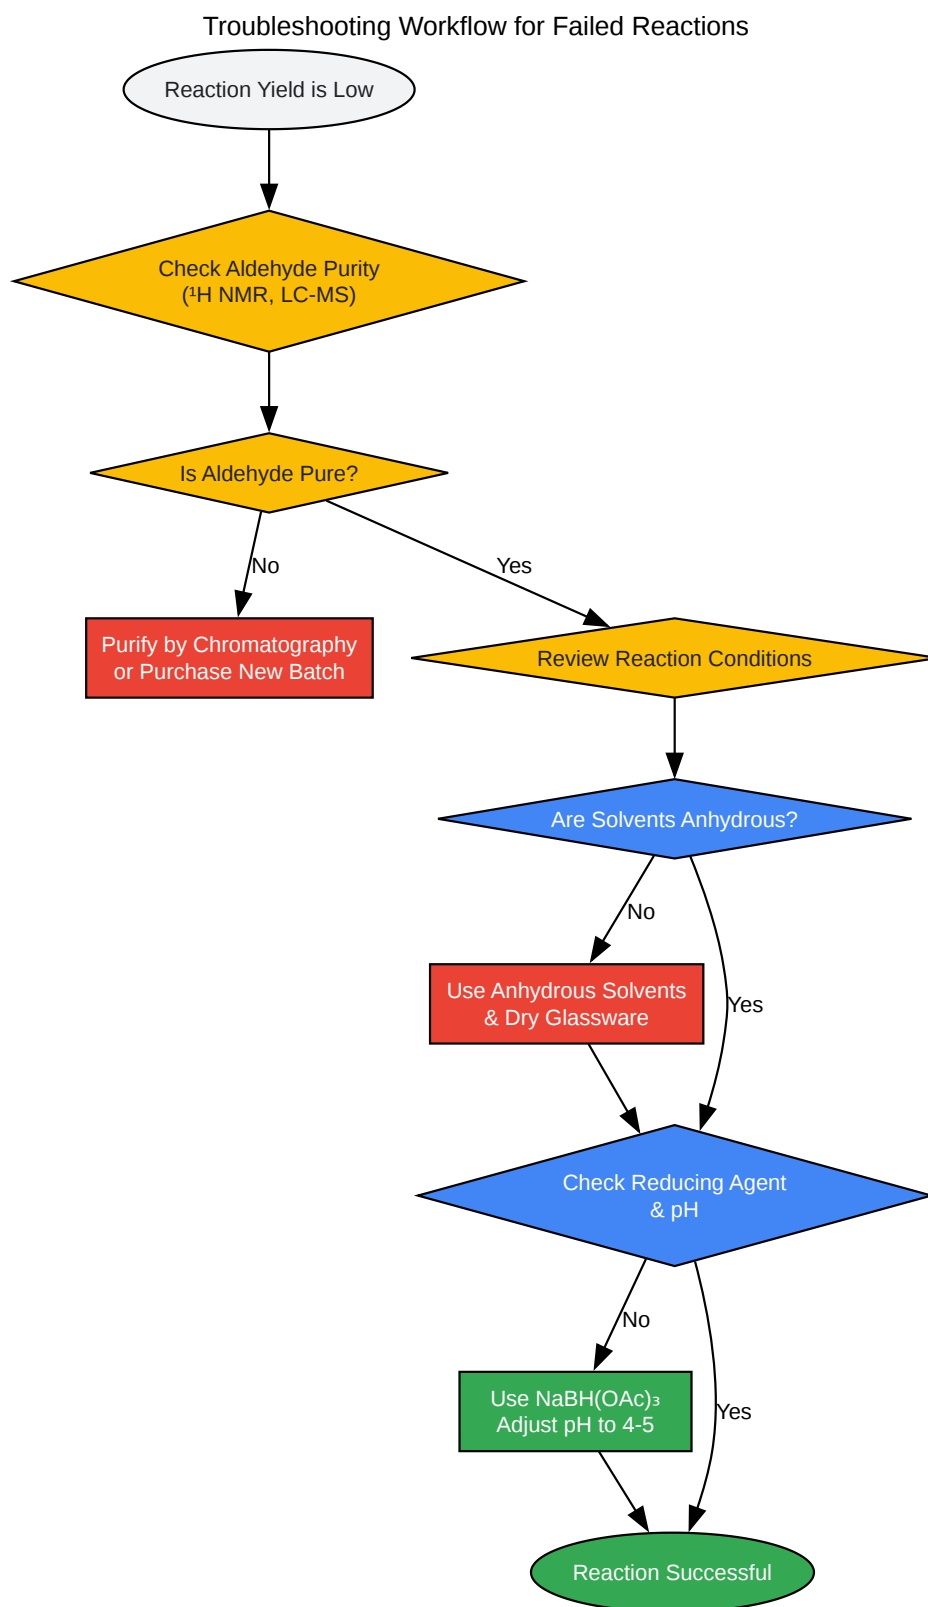 Troubleshooting Workflow for Failed Reactions
Reaction Yield is Low
Check Aldehyde Purity
(¹H NMR, LC-MS)
Is Aldehyde Pure?
No
Yes
Purify by Chromatography
or Purchase New Batch
Review Reaction Conditions
Are Solvents Anhydrous?
No
Use Anhydrous Solvents
& Dry Glassware
Yes
Check Reducing Agent
& pH
No
Use NaBH(OAc)₃
Adjust pH to 4-5
Yes
Reaction Successful